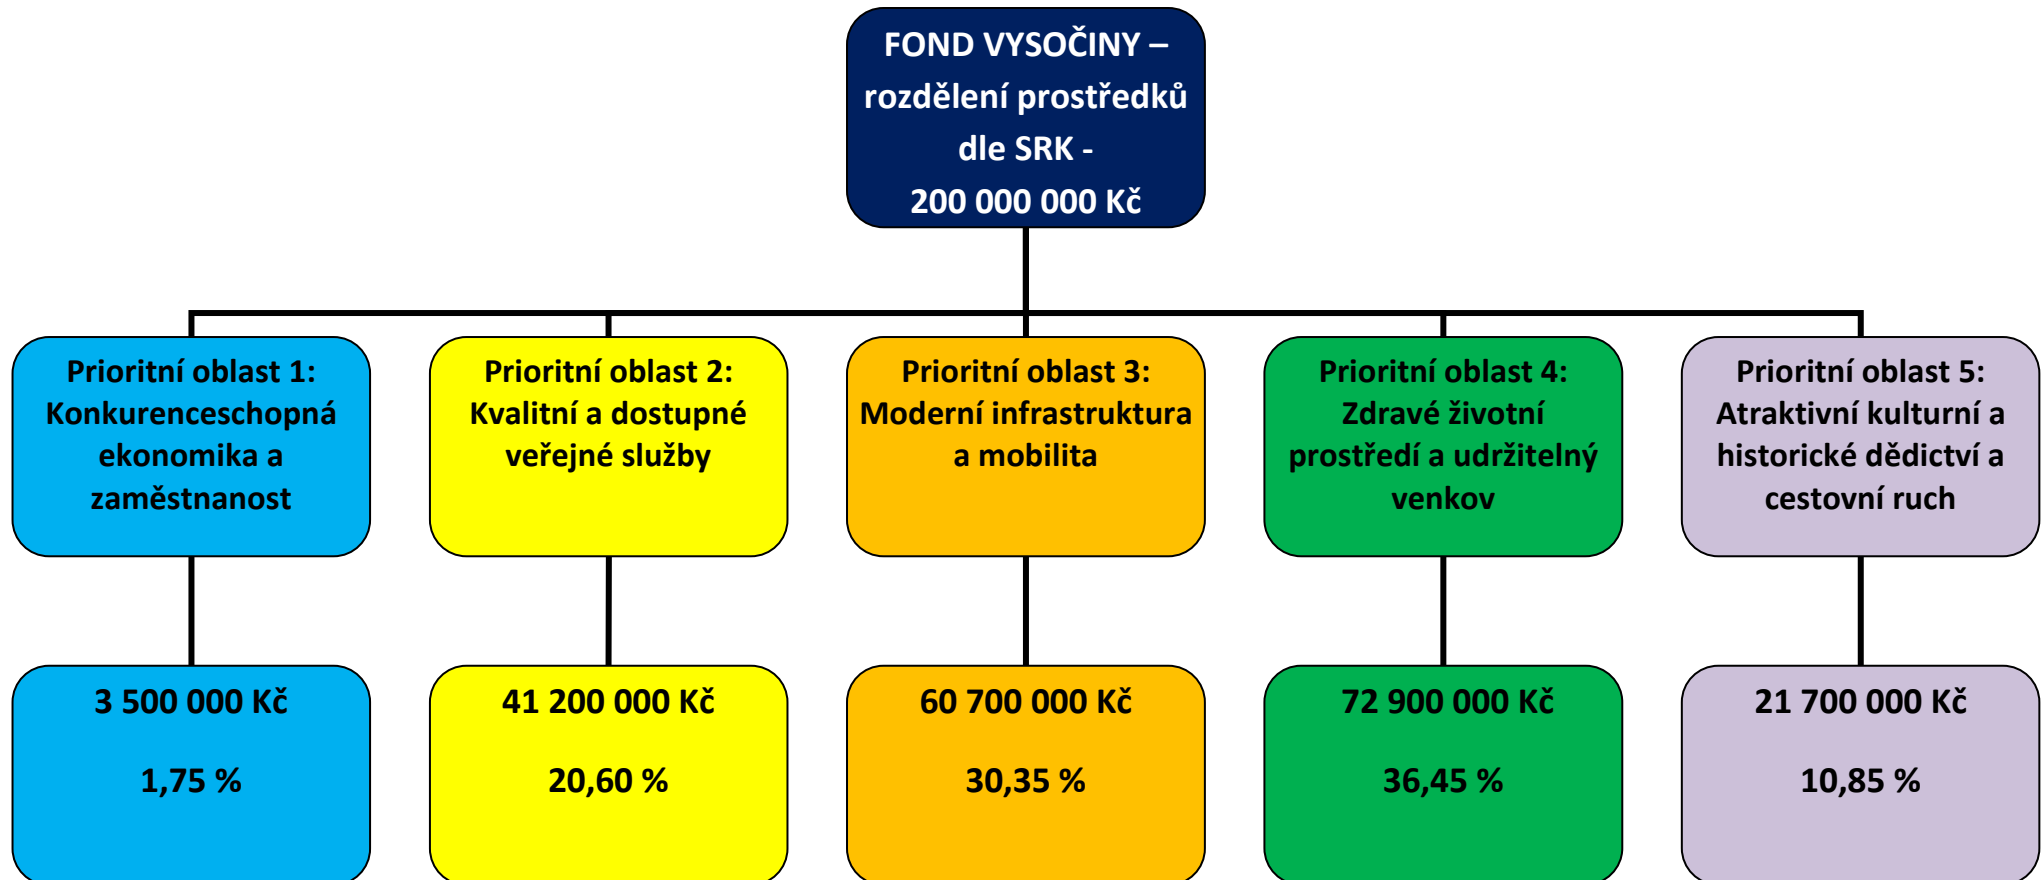 FOND VYSOČINY –
rozdělení prostředků
dle SRK -
200 000 000 Kč
Prioritní oblast 1:
Konkurenceschopná
ekonomika a
zaměstnanost
Prioritní oblast 2:
Kvalitní a dostupné
veřejné služby
Prioritní oblast 3:
Moderní infrastruktura
a mobilita
Prioritní oblast 4:
Zdravé životní
prostředí a udržitelný
venkov
Prioritní oblast 5:
Atraktivní kulturní a
historické dědictví a
cestovní ruch
3 500 000 Kč
1,75 %
41 200 000 Kč
20,60 %
60 700 000 Kč
30,35 %
72 900 000 Kč
36,45 %
21 700 000 Kč
10,85 %